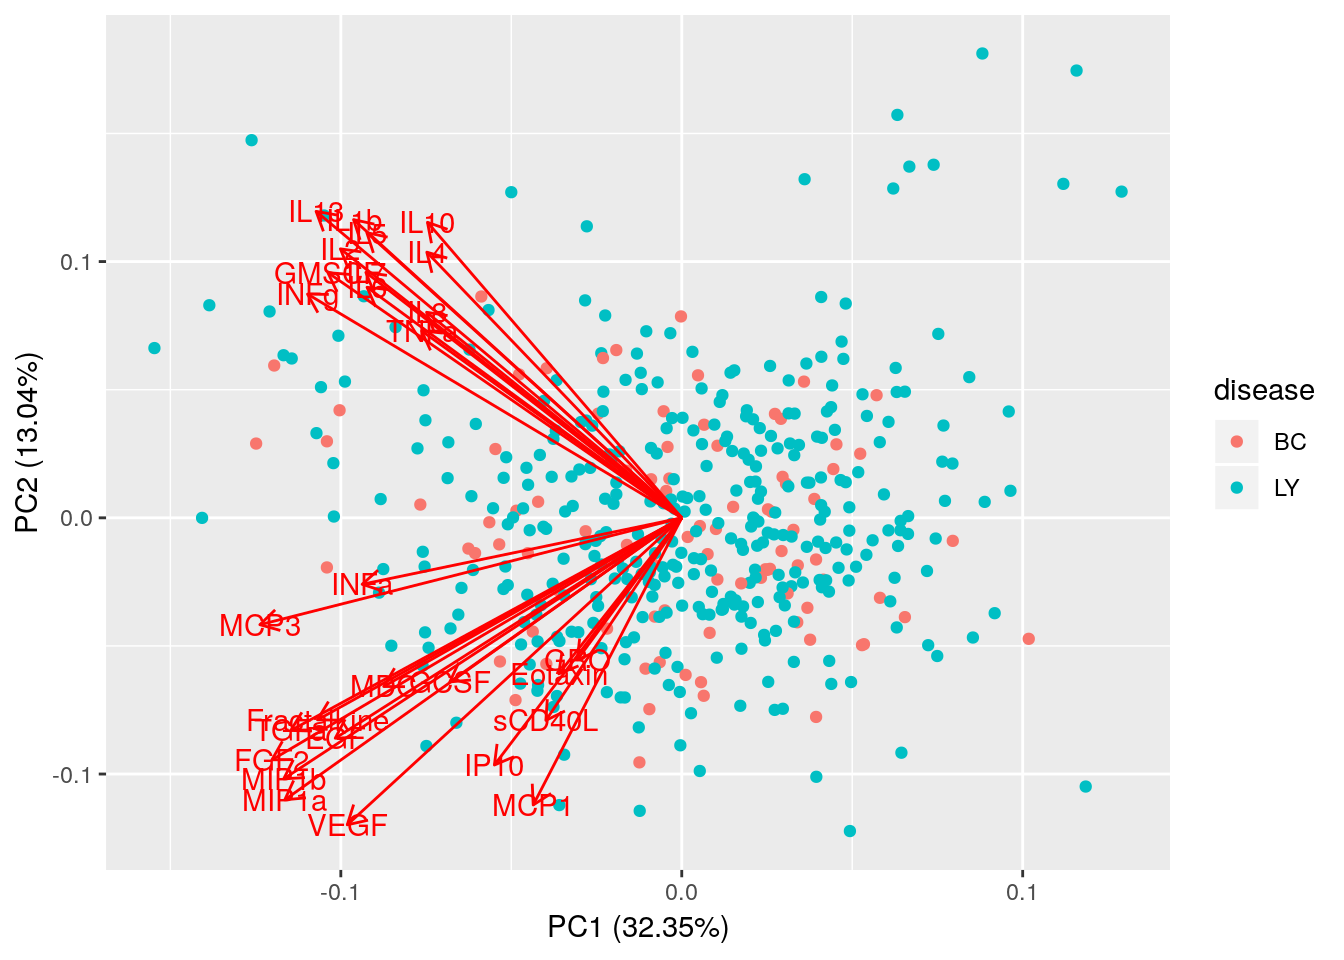 IL13
IL1b
IL10
IL5
IL2
IL4
GMSCF
IL7
INFg
IL6
IL8
TNFa
INFa
MCP3
GRO
Eotaxin
MDC
GCSF
Fractalkine
TGFa
sCD40L
EGF
FGF2
IP10
MIP1b
MIP1a
MCP1
VEGF
0.1
0.0
-0.1
-0.1
0.0
0.1
PC2 (13.04%)
PC1 (32.35%)
disease
BC
LY